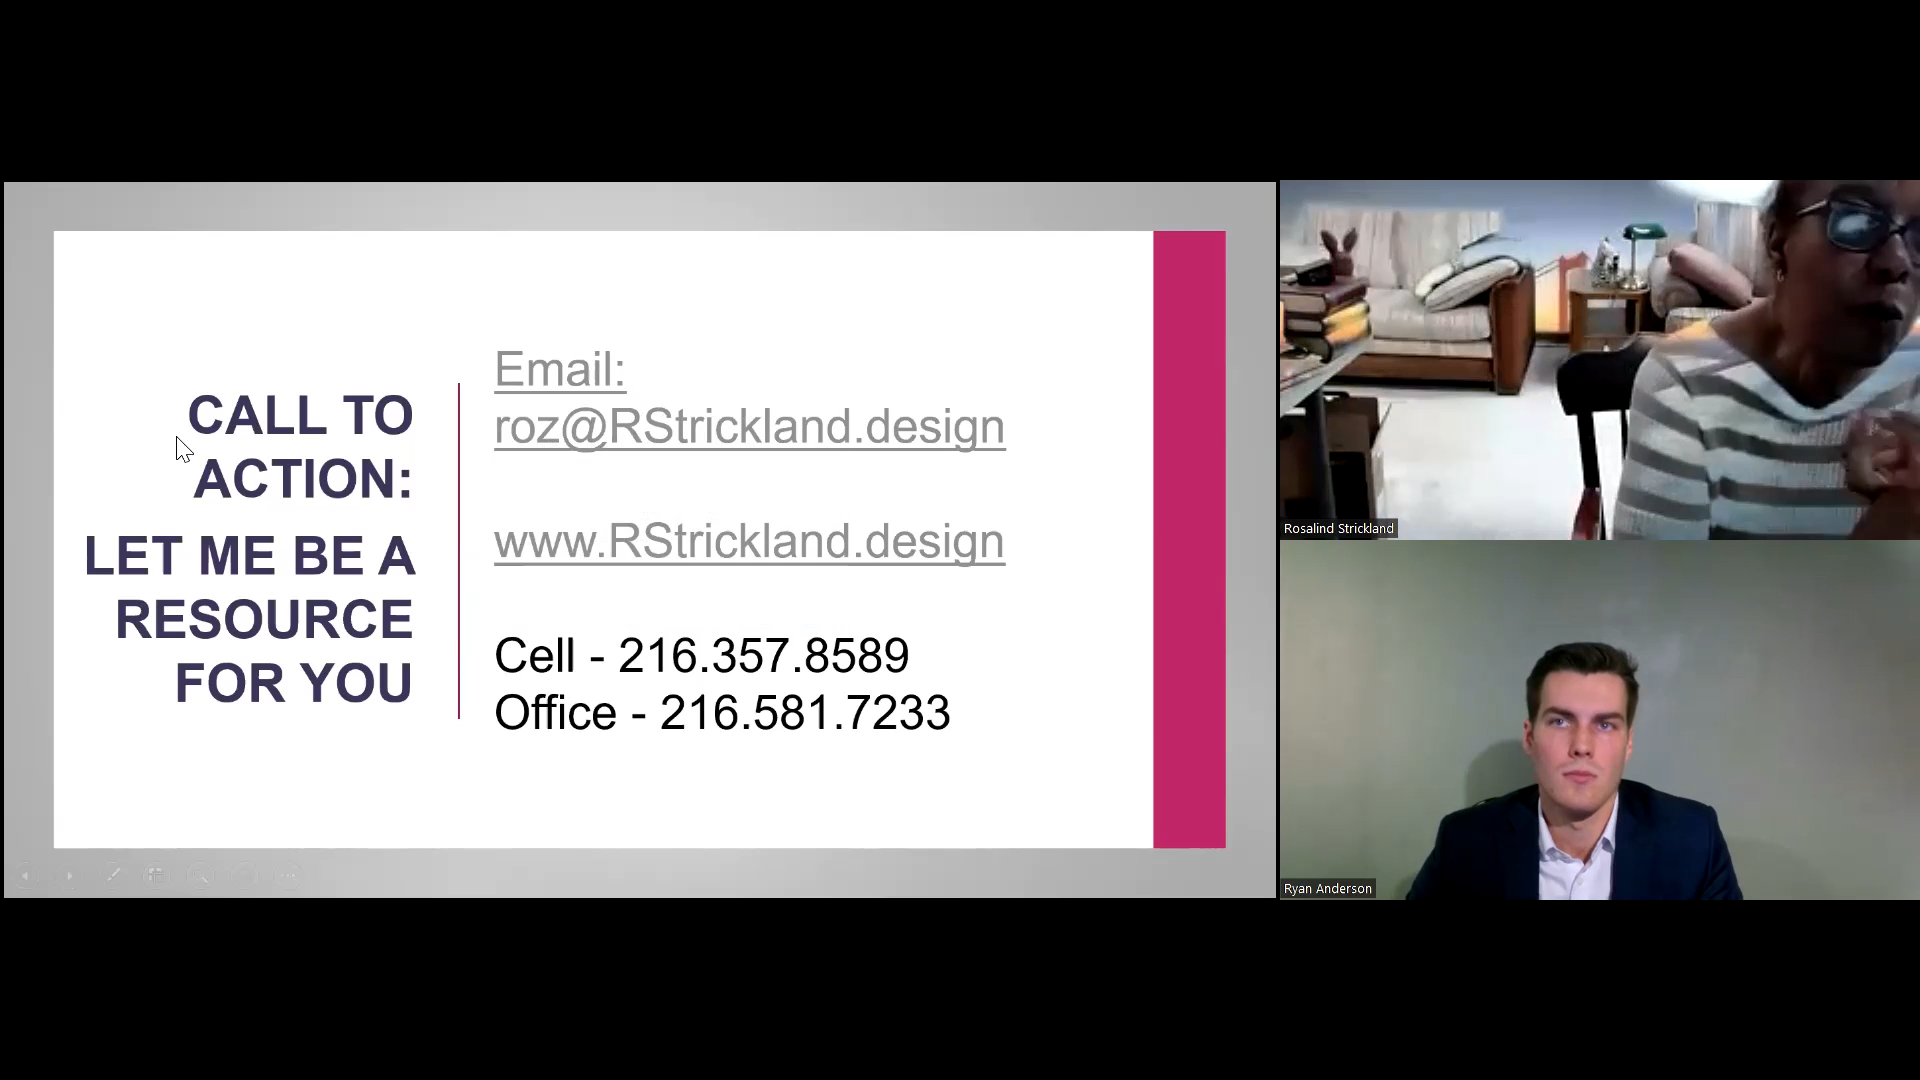 CALL TO
ACTION:
LET ME BE A
RESOURCE
FOR YOU
Email:
roz@RStrickland.design
www.RStrickland.design
Cell - 216.357.8589
Office - 216.581.7233
Rosalind Strickland
Ryan Anderson